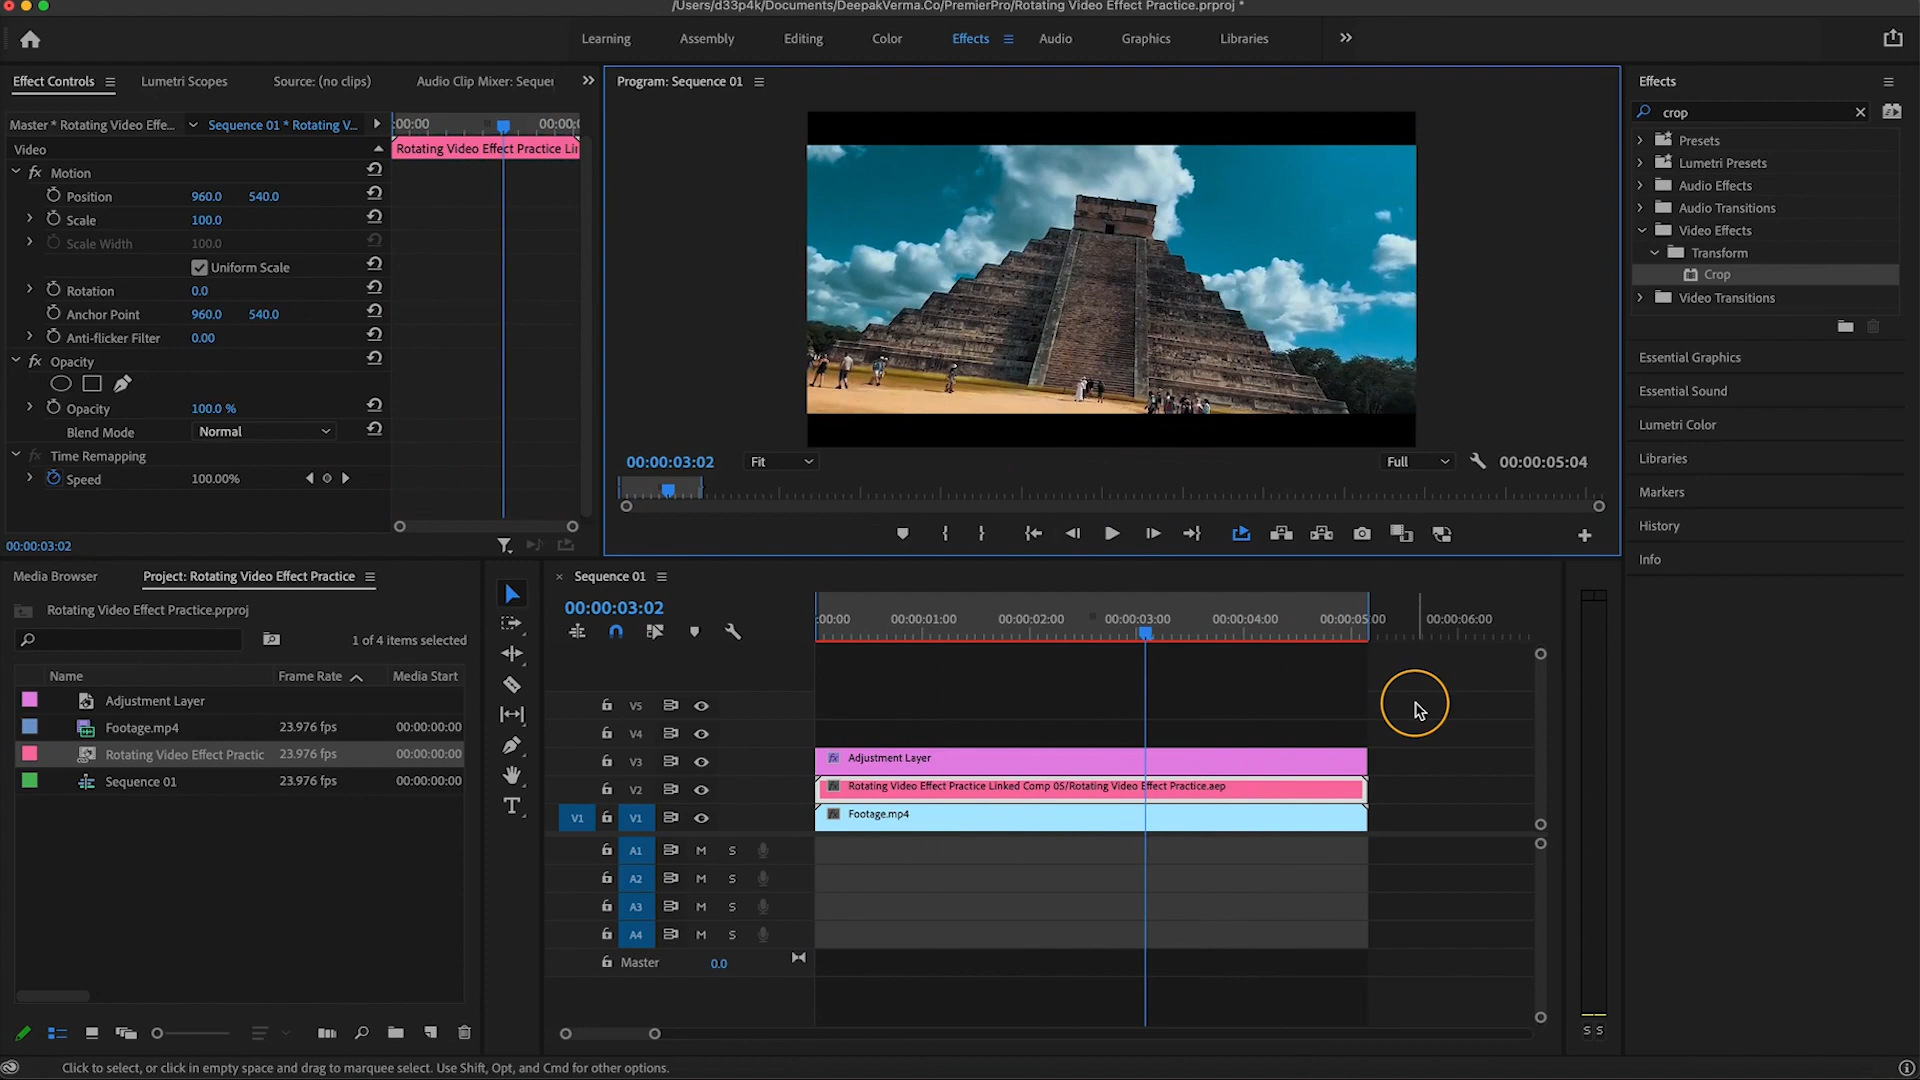 /Users/d33p4k/Documents/DeepakVerma.Co/PremierPro/Rotating Video Effect Practice.prproj *
Learning Assembly Editing Color Effects Audio Graphics Libraries
Effect Controls Lumetri Scopes Source: (no clips) Audio Clip Mixer: Sequer
Program: Sequence 01
Effects
Master * Rotating Video Effe... Sequence 01 * Rotating V...
:00:00 00:00:(
crop
Video
Rotating Video Effect Practice Lir
Presets
Motion
Lumetri Presets
Position 960.0 540.0
Audio Effects
Scale 100.0
Audio Transitions
Scale Width 100.0
Video Effects
Uniform Scale
Transform
Rotation 0.0
Crop
Anchor Point 960.0 540.0
Video Transitions
Anti-flicker Filter 0.00
Opacity
Essential Graphics
Essential Sound
Opacity 100.0 %
Lumetri Color
Blend Mode Normal
Time Remapping
00:00:03:02 Fit Full 00:00:05:04
Libraries
Speed 100.00%
Markers
History
00:00:03:02
Info
Media Browser Project: Rotating Video Effect Practice
Sequence 01
Rotating Video Effect Practice.prproj
00:00:03:02
1 of 4 items selected
:00:00 00:00:01:00 00:00:02:00 00:00:03:00 00:00:04:00 00:00:05:00 00:00:06:00
Name Frame Rate Media Start
Adjustment Layer
Footage.mp4 23.976 fps 00:00:00:00
Rotating Video Effect Practic 23.976 fps 00:00:00:00
Sequence 01 23.976 fps 00:00:00:00
V5
V4
V3 Adjustment Layer
V2 Rotating Video Effect Practice Linked Comp 05/Rotating Video Effect Practice.aep
V1 V1 Footage.mp4
A1 M S
A2 M S
A3 M S
A4 M S
Master 0.0
S S
Click to select, or click in empty space and drag to marquee select. Use Shift, Opt, and Cmd for other options.